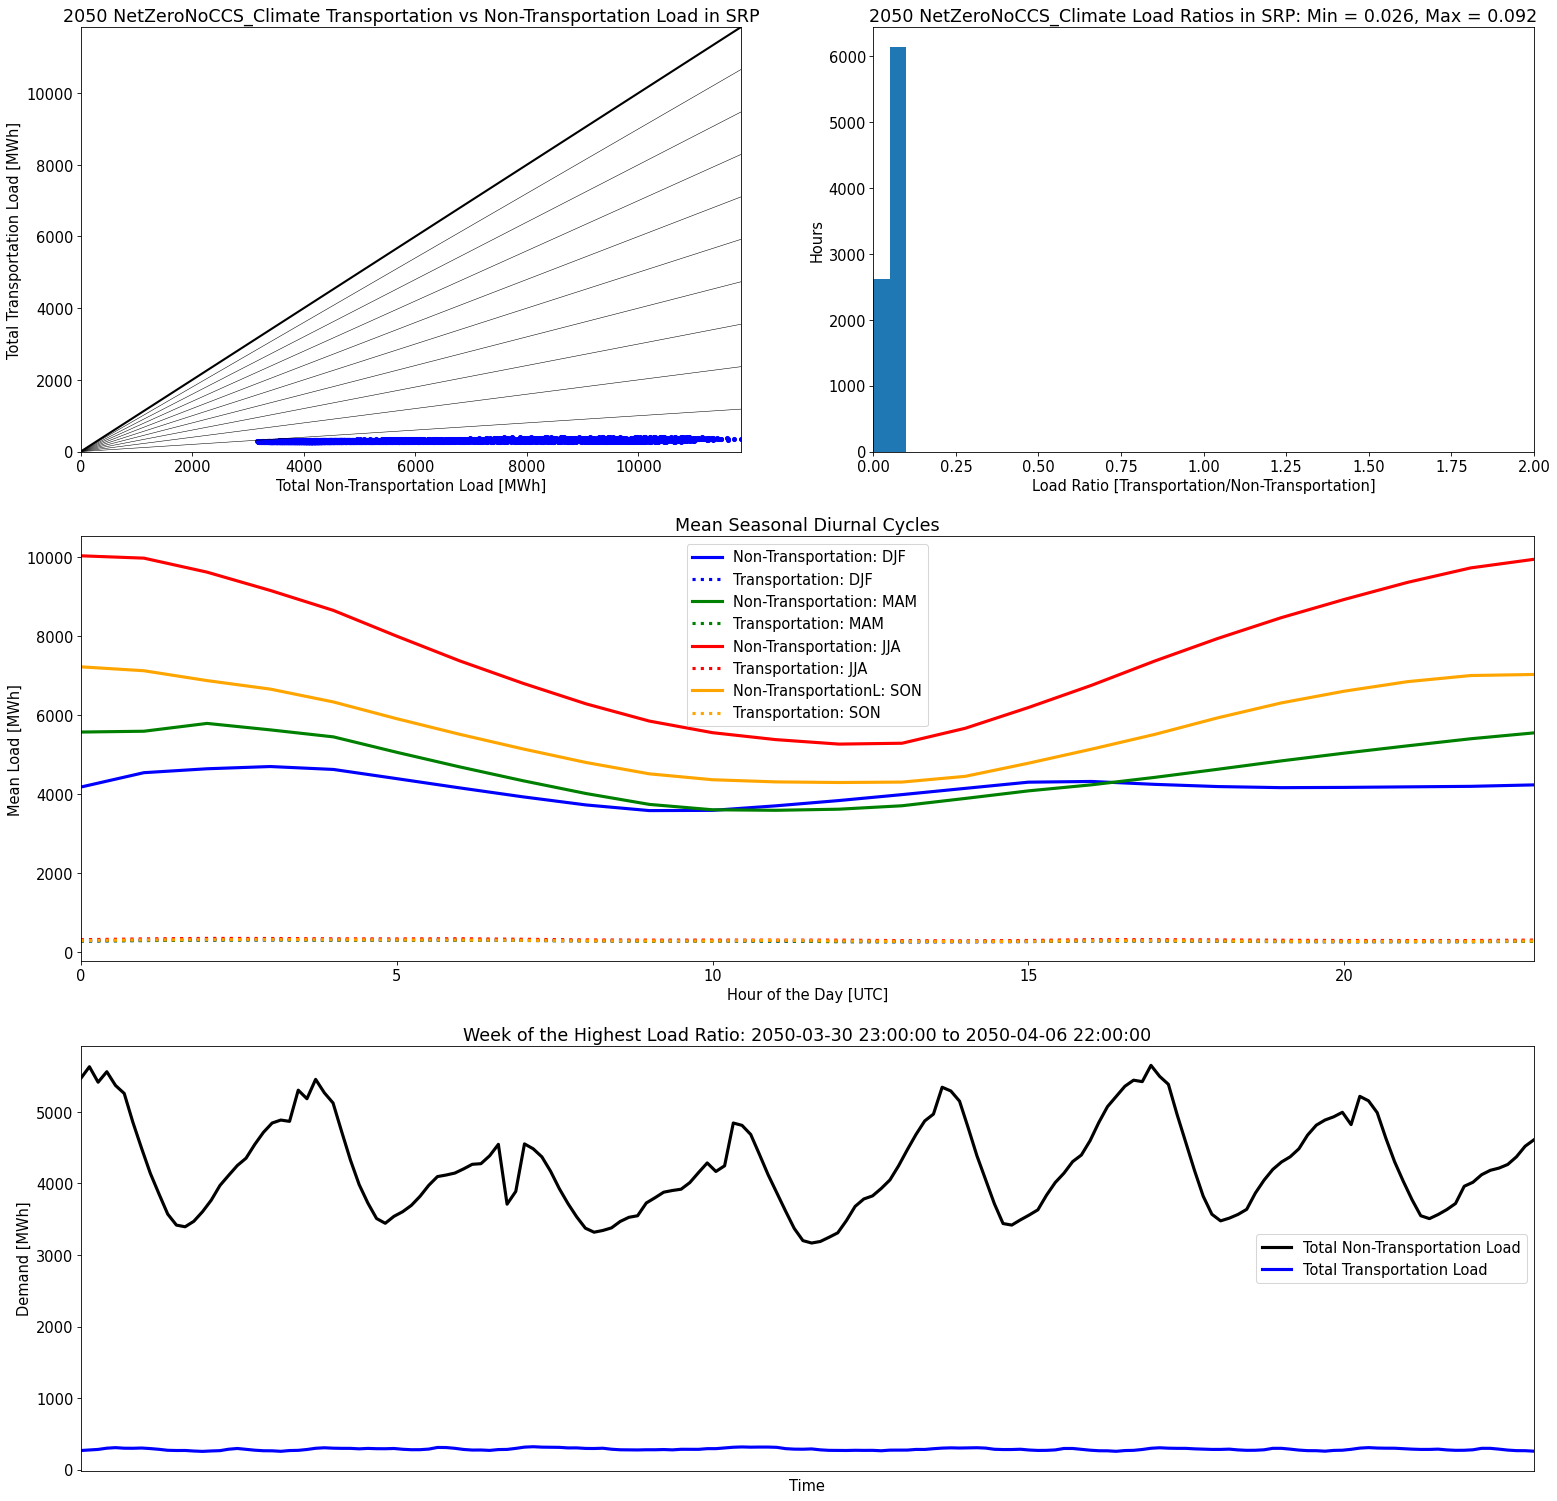 2050 NetZeroNoCCS_Climate Transportation vs Non-Transportation Load in SRP
Total Transportation Load [MWh]
10000
8000
6000
4000
2000
0
0 2000 4000 6000 8000 10000
Total Non-Transportation Load [MWh]
2050 NetZeroNoCCS_Climate Load Ratios in SRP: Min = 0.026, Max = 0.092
Hours
6000
5000
4000
3000
2000
1000
0
0.00 0.25 0.50 0.75 1.00 1.25 1.50 1.75 2.00
Load Ratio [Transportation/Non-Transportation]
Mean Seasonal Diurnal Cycles
Mean Load [MWh]
10000
8000
6000
4000
2000
0
Non-Transportation: DJF
Transportation: DJF
Non-Transportation: MAM
Transportation: MAM
Non-Transportation: JJA
Transportation: JJA
Non-TransportationL: SON
Transportation: SON
0 5 10 15 20
Hour of the Day [UTC]
Week of the Highest Load Ratio: 2050-03-30 23:00:00 to 2050-04-06 22:00:00
Demand [MWh]
5000
4000
3000
2000
1000
0
Total Non-Transportation Load
Total Transportation Load
Time